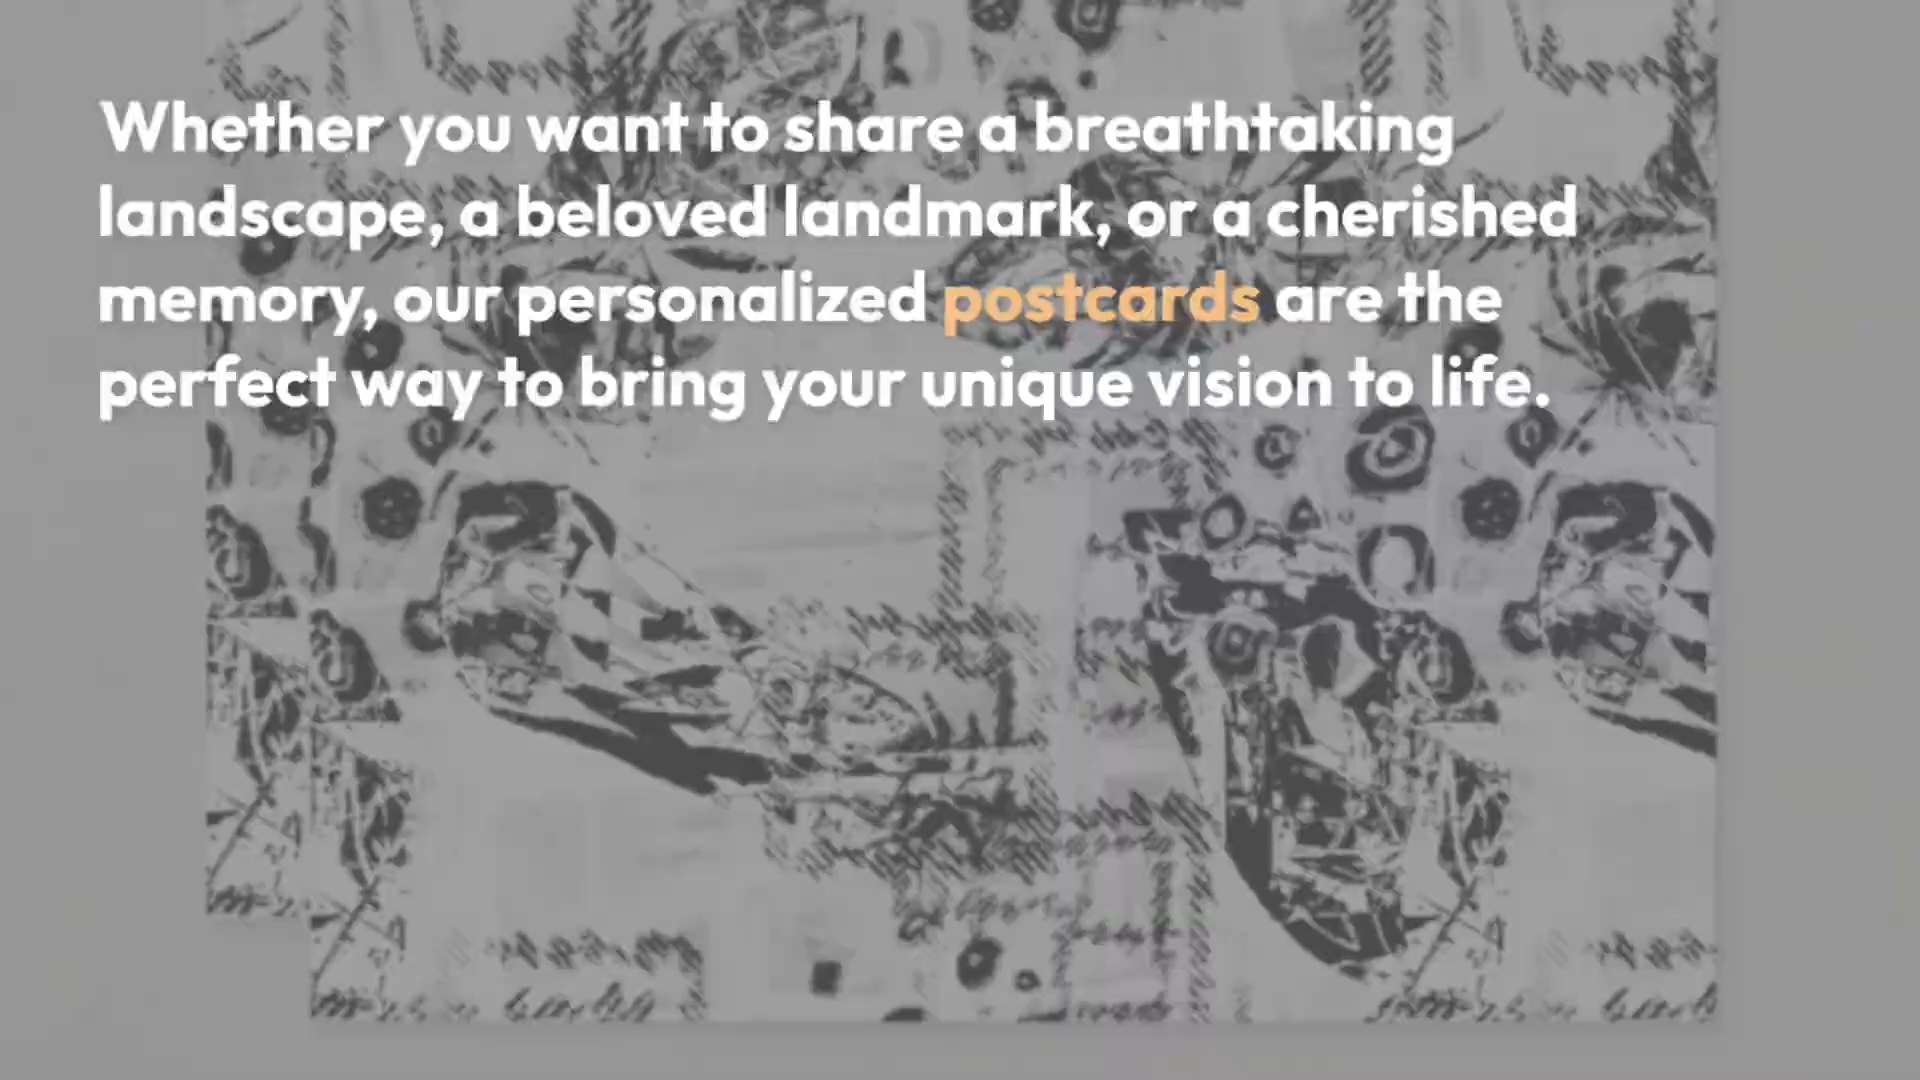 Whether you want to share a breathtaking
landscape, a beloved landmark, or a cherished
memory, our personalized postcards are the
perfect way to bring your unique vision to life.